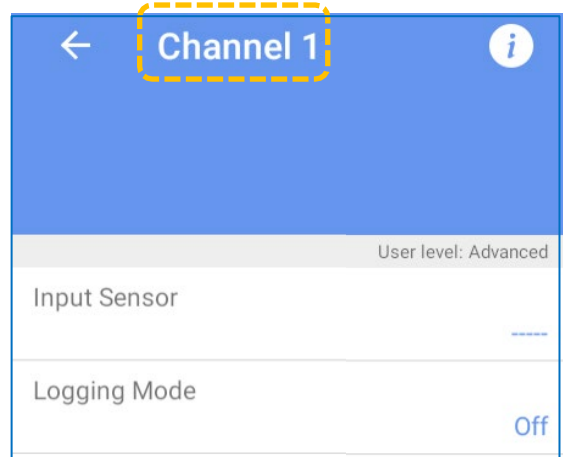 Channel 1
User level: Advanced
Input Sensor
-----
Logging Mode
Off